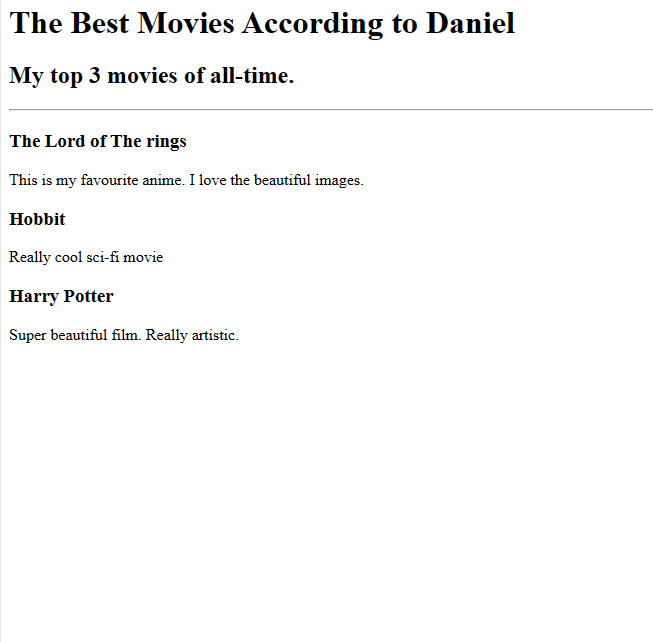 The Best Movies According to Daniel
My top 3 movies of all-time.
The Lord of The rings
This is my favourite anime. I love the beautiful images.
Hobbit
Really cool sci-fi movie
Harry Potter
Super beautiful film. Really artistic.